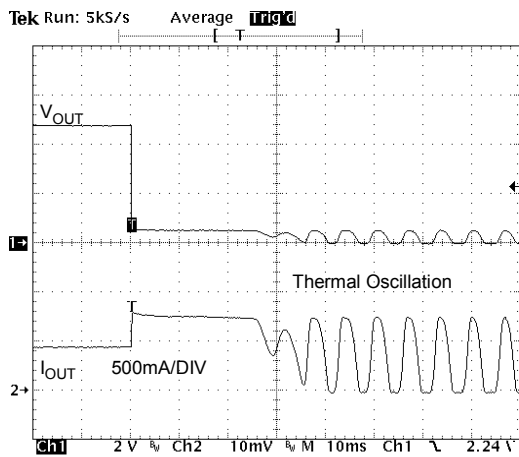 Tek Run: 5kS/s Average Trig'd
[ T ]
VOUT
T
1→
Thermal Oscillation
T
IOUT 500mA/DIV
2→
Ch1 2 V BW Ch2 10mV BW M 10ms Ch1 2.24 V